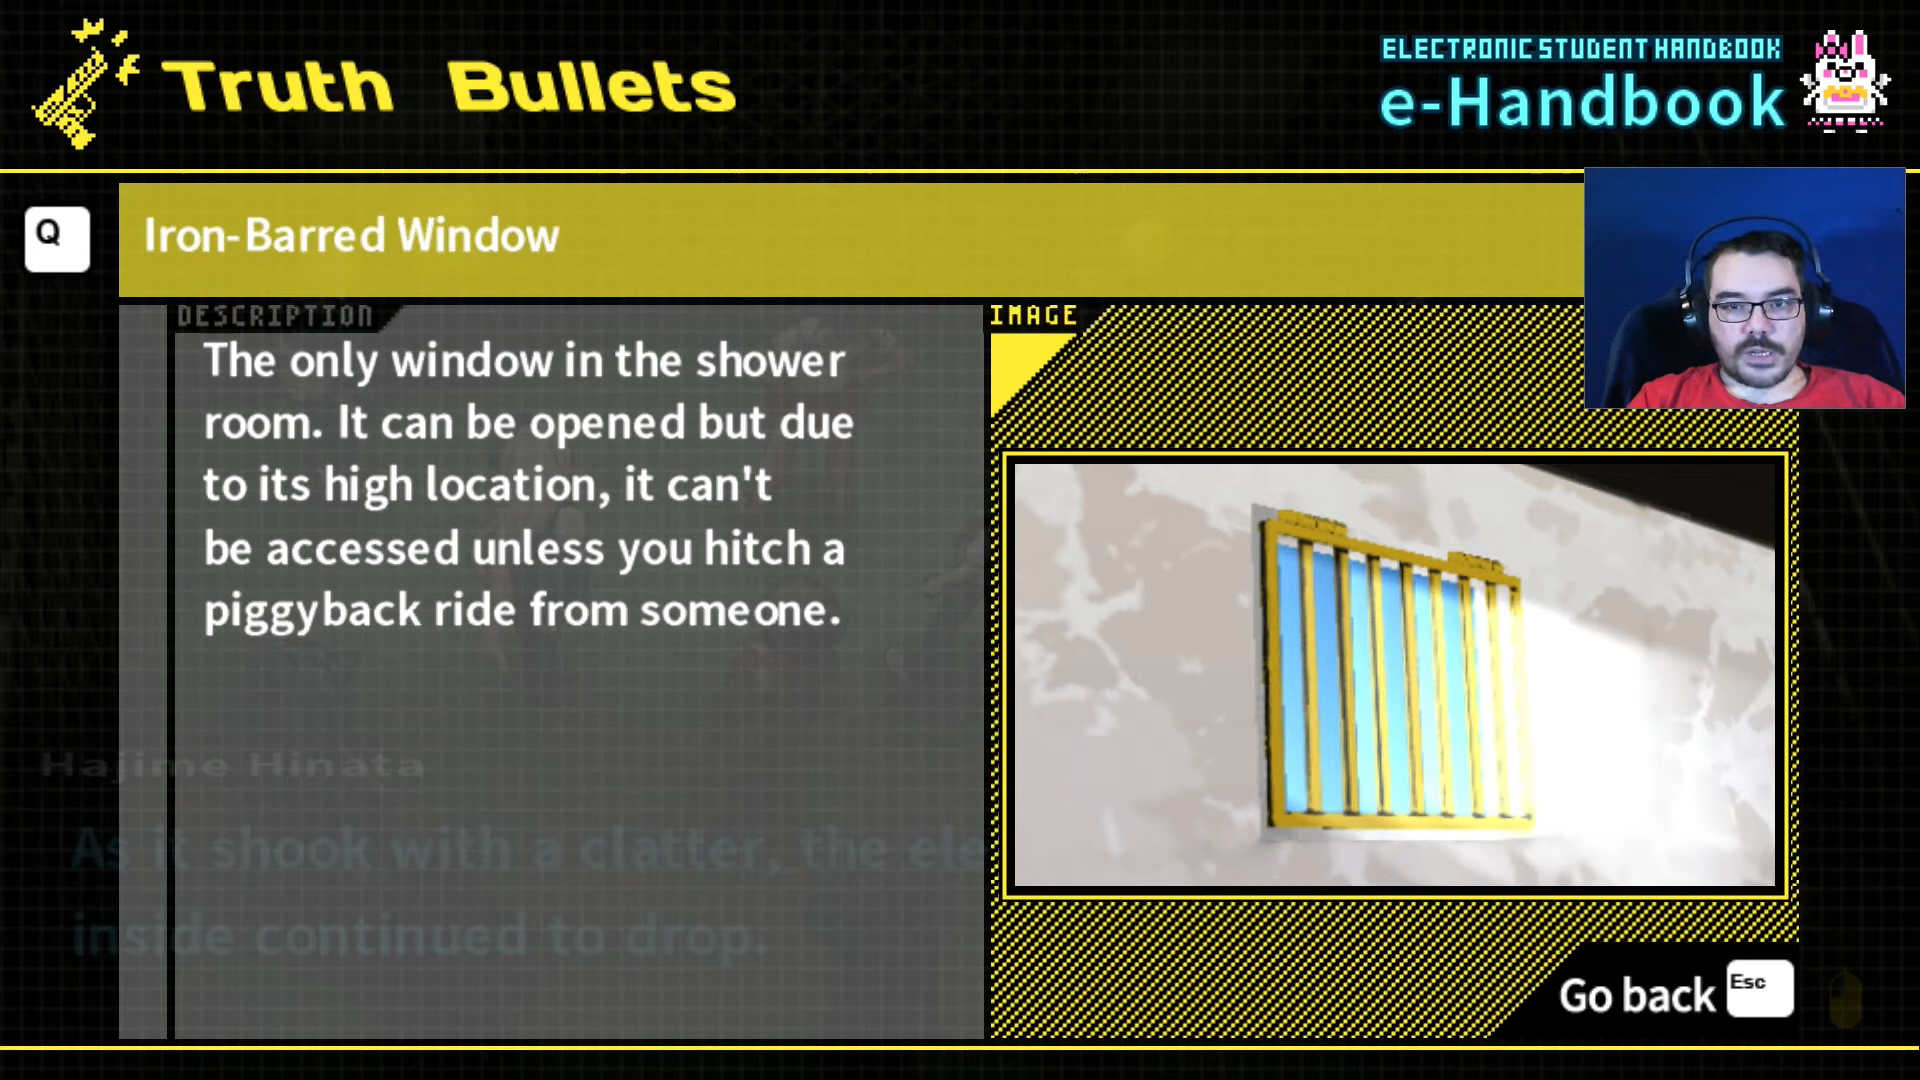 Truth Bullets
ELECTRONIC STUDENT HANDBOOK
e-Handbook
Q
Iron-Barred Window
DESCRIPTION
IMAGE
The only window in the shower
room. It can be opened but due
to its high location, it can't
be accessed unless you hitch a
piggyback ride from someone.
Hajime Hinata
As it shook with a clatter, the ele
inside continued to drop.
Go back
Esc